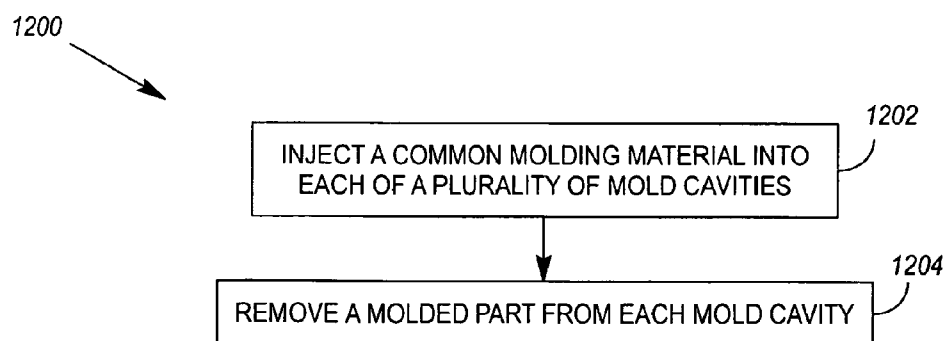 1200
1202
INJECT A COMMON MOLDING MATERIAL INTO
EACH OF A PLURALITY OF MOLD CAVITIES
1204
REMOVE A MOLDED PART FROM EACH MOLD CAVITY